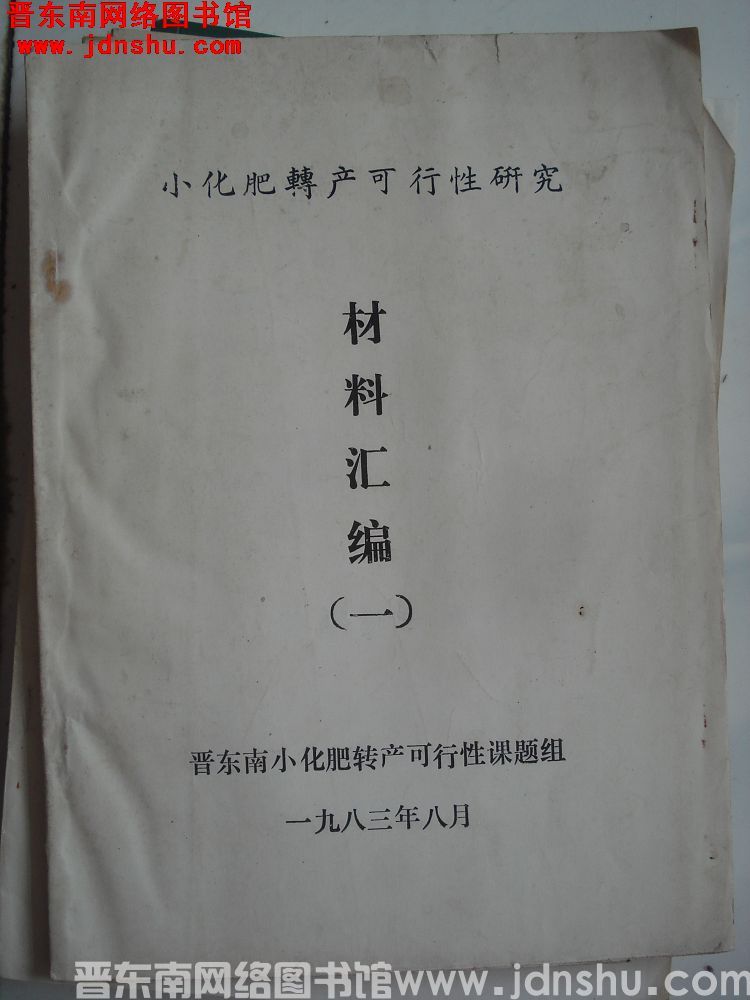 晋东南网络图书馆
www.jdnshu.com
小化肥轉产可行性研究
材
料
汇
编
(一)
晋东南小化肥转产可行性课题组
一九八三年八月
晋东南网络图书馆www.jdnshu.com